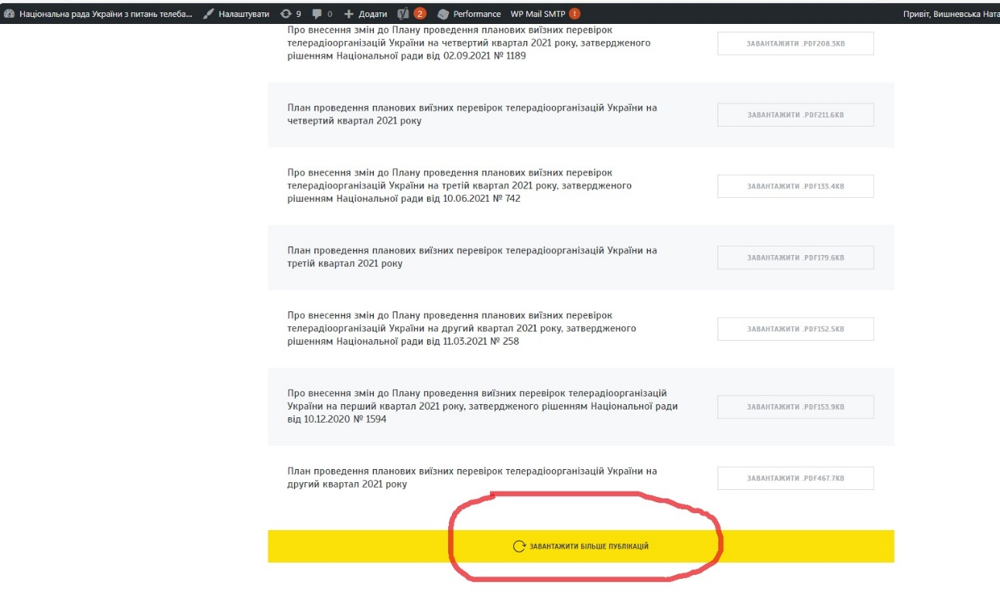 Національна рада України з питань телеба... Налаштувати 9 0 Додати 2 Performance WP Mail SMTP ! Привіт, Вишневська Ната
Про внесення змін до Плану проведення планових виїзних перевірок
телерадіоорганізацій України на четвертий квартал 2021 року, затвердженого
рішенням Національної ради від 02.09.2021 № 1189
ЗАВАНТАЖИТИ .PDF208.3KB
План проведення планових виїзних перевірок телерадіоорганізацій України на
четвертий квартал 2021 року
ЗАВАНТАЖИТИ .PDF211.6KB
Про внесення змін до Плану проведення планових виїзних перевірок
телерадіоорганізацій України на третій квартал 2021 року, затвердженого
рішенням Національної ради від 10.06.2021 № 742
ЗАВАНТАЖИТИ .PDF133.4KB
План проведення планових виїзних перевірок телерадіоорганізацій України на
третій квартал 2021 року
ЗАВАНТАЖИТИ .PDF179.6KB
Про внесення змін до Плану проведення планових виїзних перевірок
телерадіоорганізацій України на другий квартал 2021 року, затвердженого
рішенням Національної ради від 11.03.2021 № 258
ЗАВАНТАЖИТИ .PDF152.5KB
Про внесення змін до Плану проведення виїзних перевірок телерадіоорганізацій
України на перший квартал 2021 року, затвердженого рішенням Національної ради
від 10.12.2020 № 1594
ЗАВАНТАЖИТИ .PDF153.9KB
План проведення планових виїзних перевірок телерадіоорганізацій України на
другий квартал 2021 року
ЗАВАНТАЖИТИ .PDF467.7KB
ЗАВАНТАЖИТИ БІЛЬШЕ ПУБЛІКАЦІЙ